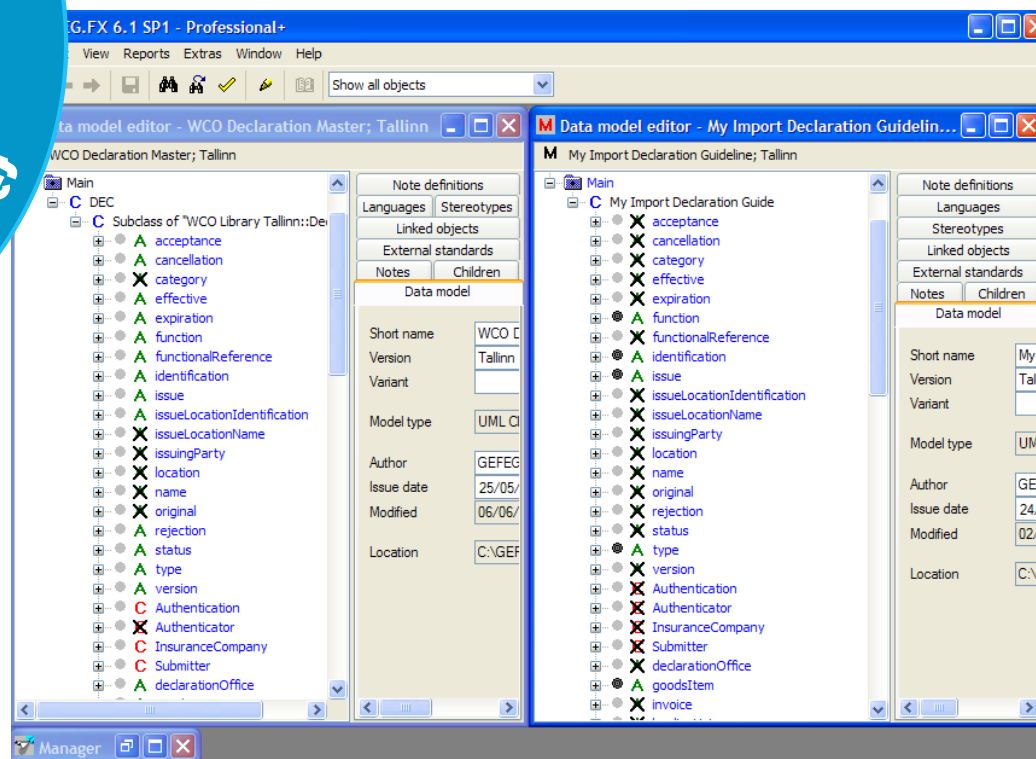 G.FX 6.1 SP1 - Professional+
View Reports Extras Window Help
Show all objects
ta model editor - WCO Declaration Master; Tallinn
WCO Declaration Master; Tallinn
Main
C DEC
C Subclass of "WCO Library Tallinn::De
A acceptance
A cancellation
category
A effective
A expiration
A function
A functionalReference
A identification
A issue
A issueLocationIdentification
issueLocationName
issuingParty
location
name
original
A rejection
A status
A type
A version
C Authentication
Authenticator
C InsuranceCompany
C Submitter
A declarationOffice
Note definitions
Languages Stereotypes
Linked objects
External standards
Notes Children
Data model
Short name WCO D
Version Tallinn
Variant
Model type UML Cl
Author GEFEG
Issue date 25/05/
Modified 06/06/
Location C:\GEF
M Data model editor - My Import Declaration Guidelin...
M My Import Declaration Guideline; Tallinn
Main
C My Import Declaration Guide
acceptance
cancellation
category
effective
expiration
A function
functionalReference
A identification
A issue
issueLocationIdentification
issueLocationName
issuingParty
location
name
original
rejection
status
A type
version
Authentication
Authenticator
InsuranceCompany
Submitter
declarationOffice
A goodsItem
invoice
Note definitions
Languages
Stereotypes
Linked objects
External standards
Notes Children
Data model
Short name My
Version Tal
Variant
Model type UM
Author GE
Issue date 24
Modified 02/
Location C:\
Manager